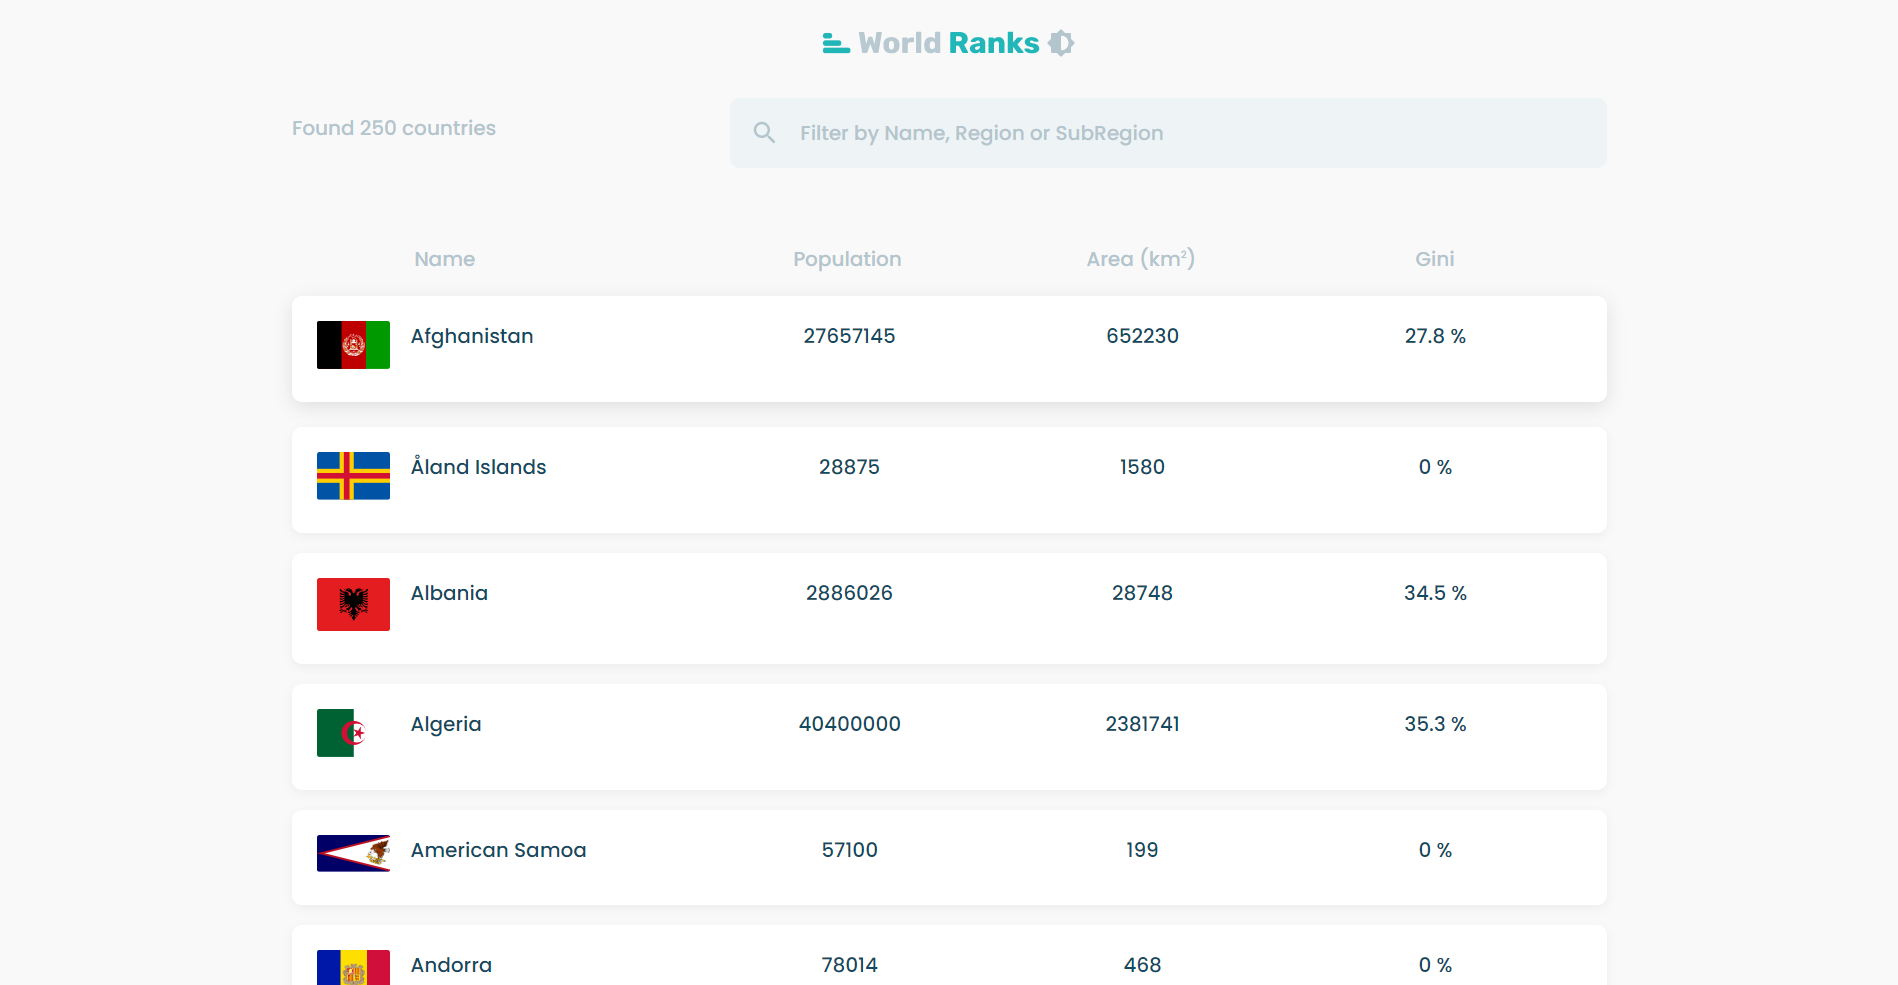 World Ranks
Found 250 countries
Filter by Name, Region or SubRegion
Name Population Area (km²) Gini
Afghanistan 27657145 652230 27.8 %
Åland Islands 28875 1580 0 %
Albania 2886026 28748 34.5 %
Algeria 40400000 2381741 35.3 %
American Samoa 57100 199 0 %
Andorra 78014 468 0 %